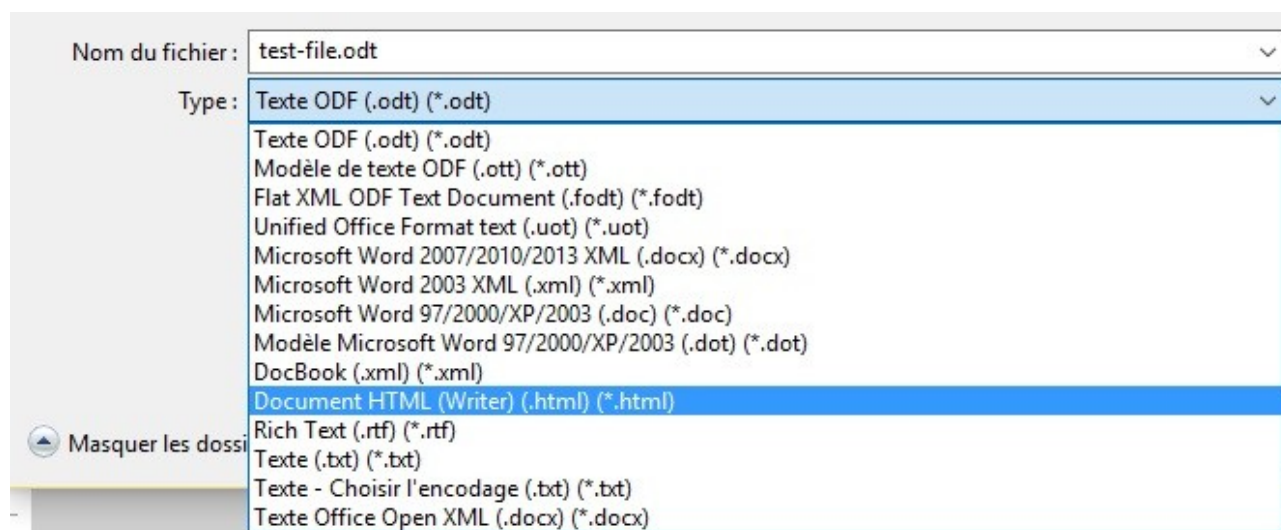 Nom du fichier : test-file.odt
Type : Texte ODF (.odt) (*.odt)
Texte ODF (.odt) (*.odt)
Modèle de texte ODF (.ott) (*.ott)
Flat XML ODF Text Document (.fodt) (*.fodt)
Unified Office Format text (.uot) (*.uot)
Microsoft Word 2007/2010/2013 XML (.docx) (*.docx)
Microsoft Word 2003 XML (.xml) (*.xml)
Microsoft Word 97/2000/XP/2003 (.doc) (*.doc)
Modèle Microsoft Word 97/2000/XP/2003 (.dot) (*.dot)
DocBook (.xml) (*.xml)
Document HTML (Writer) (.html) (*.html)
Masquer les dossi
Rich Text (.rtf) (*.rtf)
Texte (.txt) (*.txt)
Texte - Choisir l'encodage (.txt) (*.txt)
Texte Office Open XML (.docx) (*.docx)